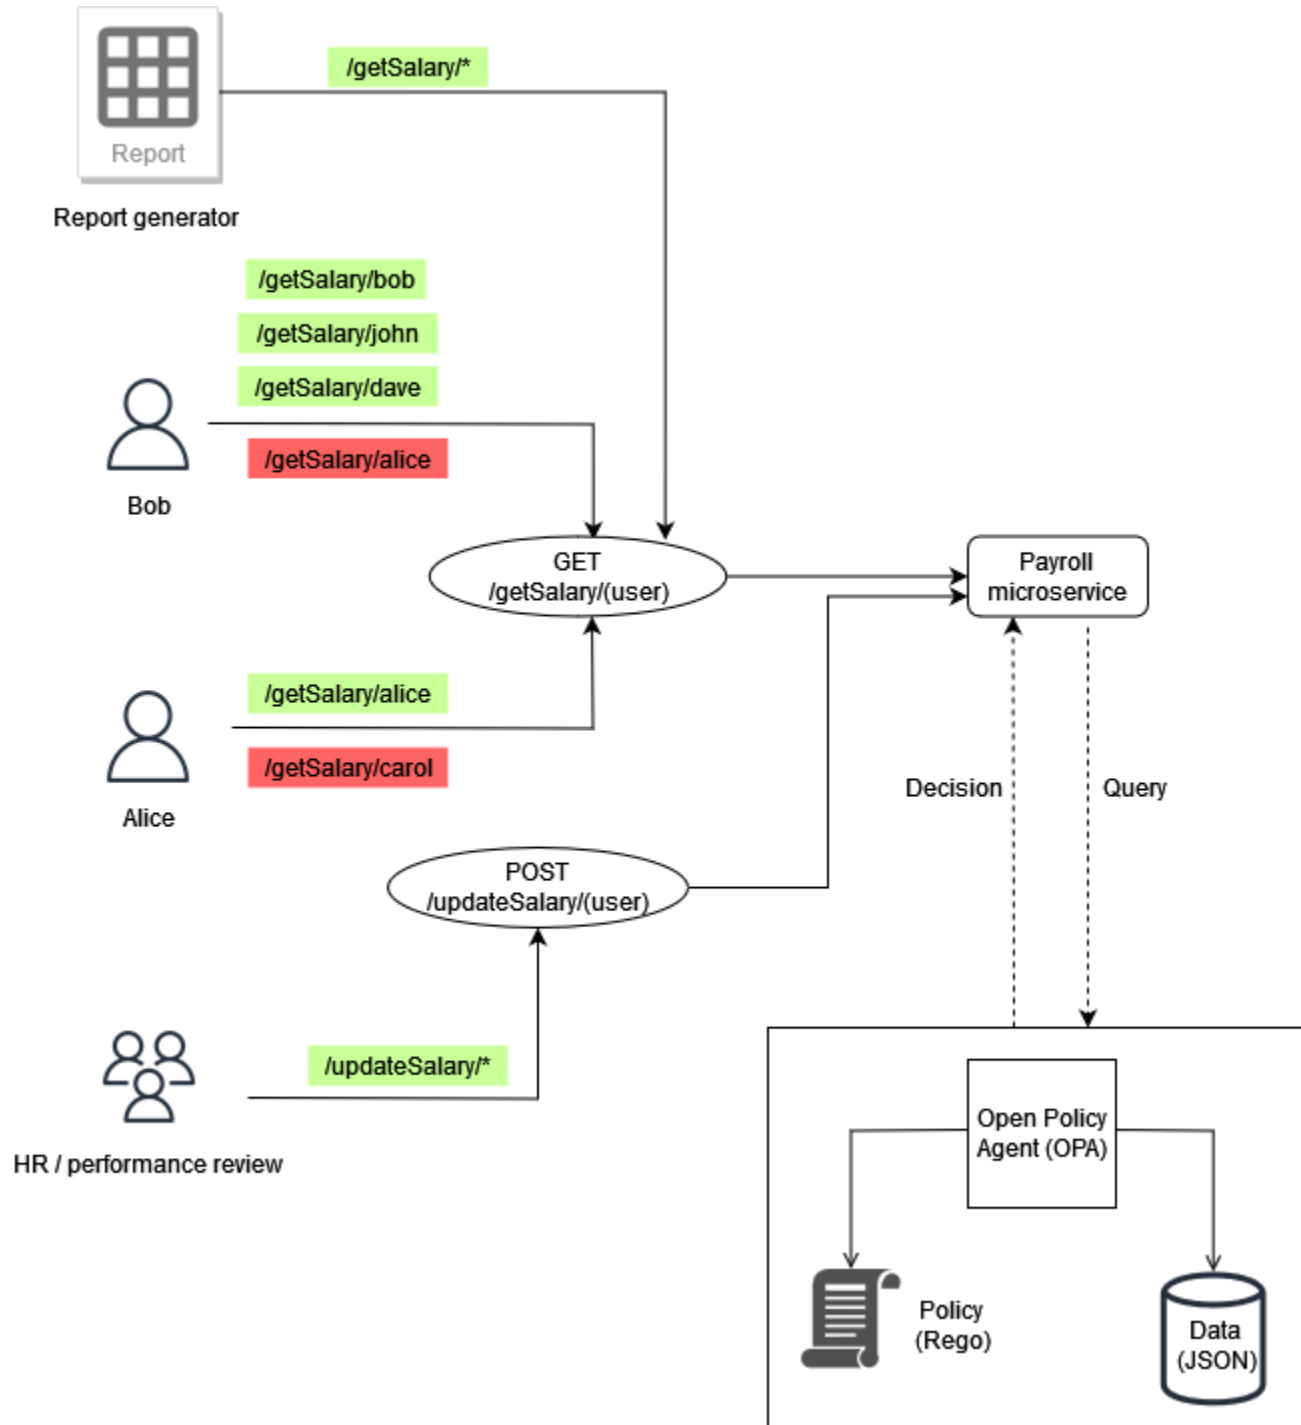 /getSalary/*
Report
Report generator
/getSalary/bob
/getSalary/john
/getSalary/dave
/getSalary/alice
Bob
GET
/getSalary/(user)
Payroll
microservice
/getSalary/alice
/getSalary/carol
Alice
Decision
Query
POST
/updateSalary/(user)
/updateSalary/*
HR / performance review
Open Policy
Agent (OPA)
Policy
(Rego)
Data
(JSON)